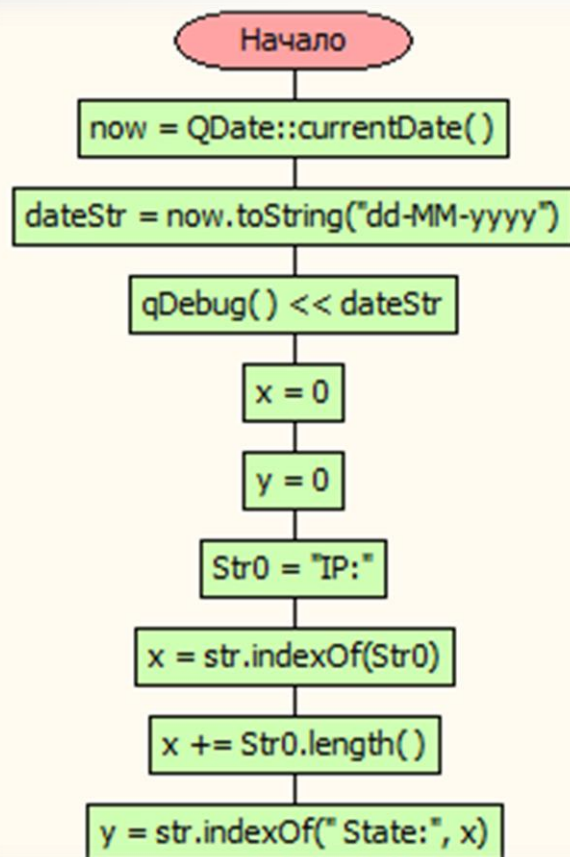 Начало
now = QDate::currentDate()
dateStr = now.toString("dd-MM-yyyy")
qDebug() << dateStr
x = 0
y = 0
Str0 = "IP:"
x = str.indexOf(Str0)
x += Str0.length()
y = str.indexOf(" State:", x)